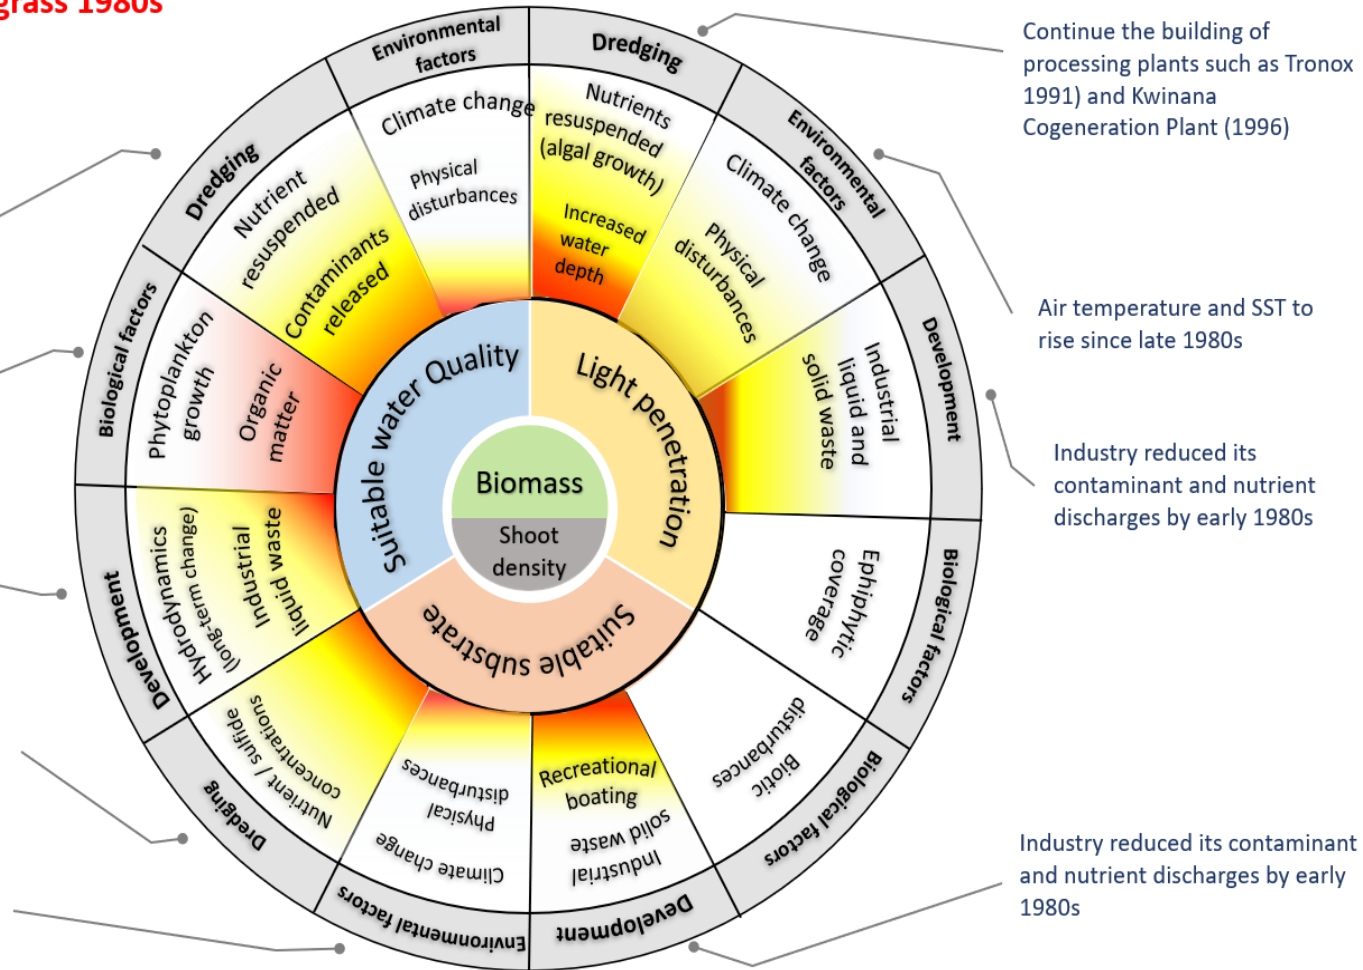 grass 1980s
Continue the building of
processing plants such as Tronox
1991) and Kwinana
Cogeneration Plant (1996)
Air temperature and SST to
rise since late 1980s
Industry reduced its
contaminant and nutrient
discharges by early 1980s
Industry reduced its contaminant
and nutrient discharges by early
1980s
Environmental
factors
Climate change
Physical
disturbances
Dredging
Nutrients
resuspended
(algal growth)
Increased
water
depth
Environmental
factors
Climate change
Physical
disturbances
Development
Industrial
liquid and
solid waste
Biological factors
Ephiphytic
coverage
Biological factors
Biotic
disturbances
Development
Recreational
boating
Industrial
solid waste
Environmental factors
Climate change
Physical
disturbances
Dredging
Nutrient / sulfide
concentrations
Development
Hydrodynamics
(long-term change)
Industrial
liquid waste
Biological factors
Phytoplankton
growth
Organic
matter
Dredging
Nutrient
resuspended
Contaminants
released
Suitable water Quality
Light penetration
Suitable substrate
Biomass
Shoot
density